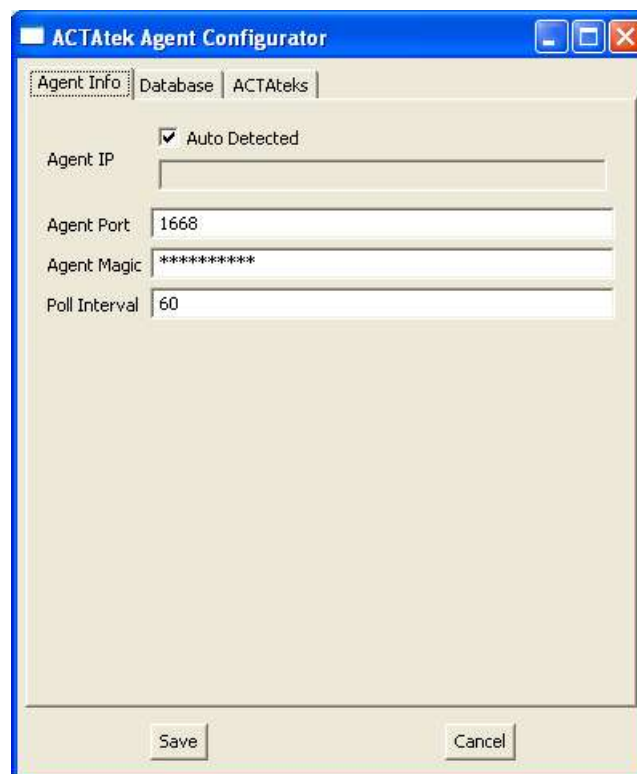 ACTAtek Agent Configurator
Agent Info Database ACTAteks
Auto Detected
Agent IP
Agent Port 1668
Agent Magic **********
Poll Interval 60
Save Cancel